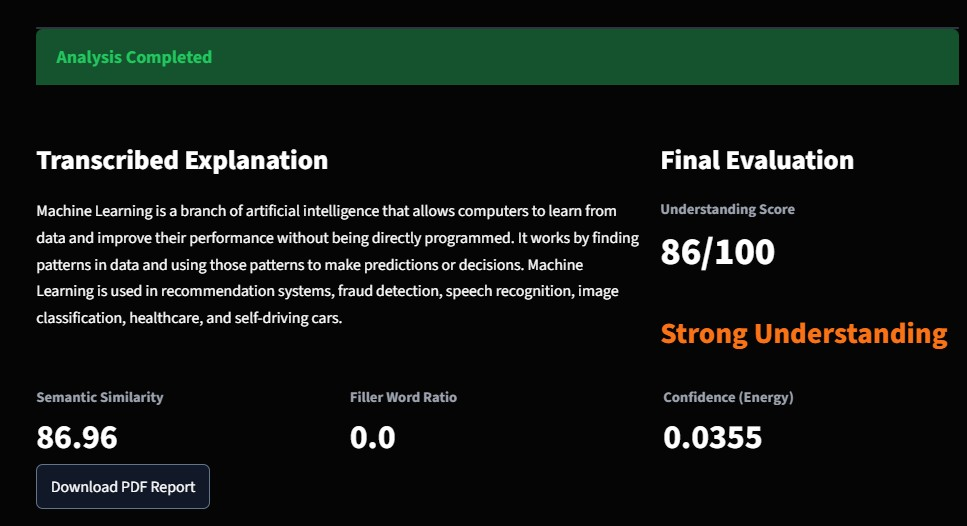 Analysis Completed
Transcribed Explanation
Machine Learning is a branch of artificial intelligence that allows computers to learn from
data and improve their performance without being directly programmed. It works by finding
patterns in data and using those patterns to make predictions or decisions. Machine
Learning is used in recommendation systems, fraud detection, speech recognition, image
classification, healthcare, and self-driving cars.
Final Evaluation
Understanding Score
86/100
Strong Understanding
Semantic Similarity
86.96
Filler Word Ratio
0.0
Confidence (Energy)
0.0355
Download PDF Report